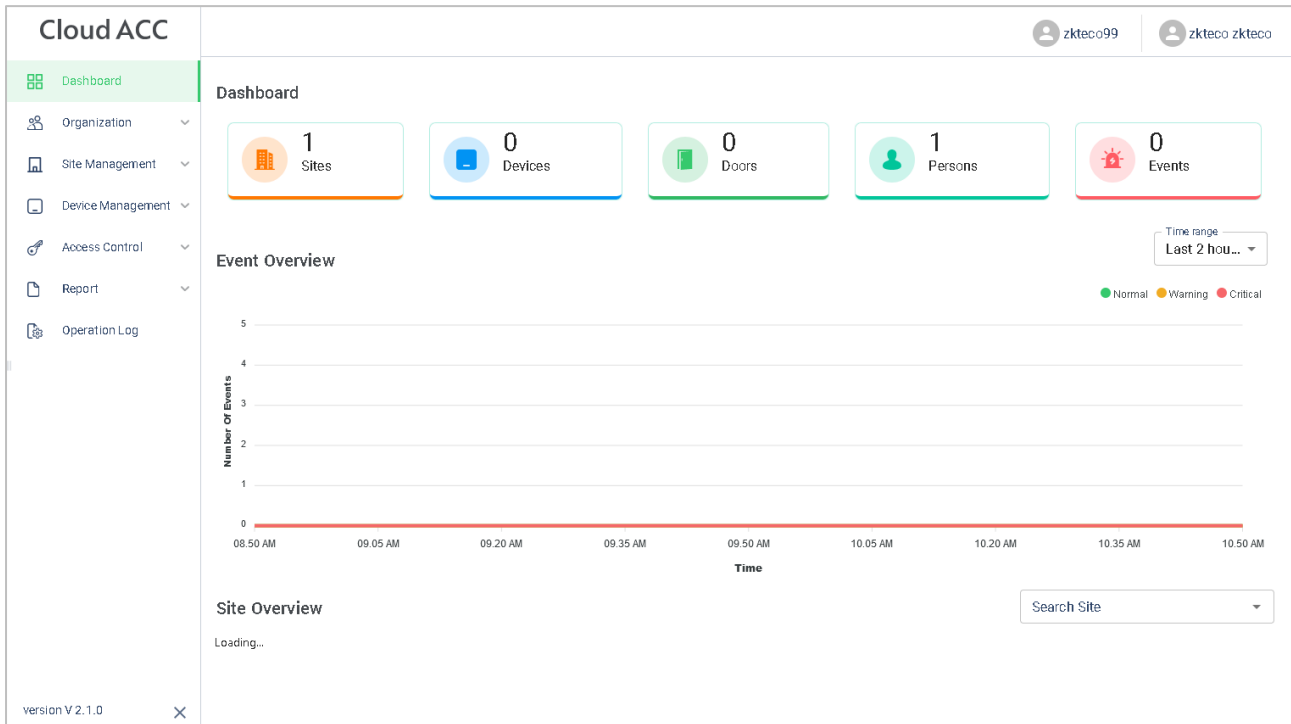 Cloud ACC
zkteco99
zkteco zkteco
Dashboard
Organization
Site Management
Device Management
Access Control
Report
Operation Log
version V 2.1.0
Dashboard
1
Sites
0
Devices
0
Doors
1
Persons
0
Events
Event Overview
Time range
Last 2 hou...
Normal Warning Critical
Number Of Events
5
4
3
2
1
0
08.50 AM 09.05 AM 09.20 AM 09.35 AM 09.50 AM 10.05 AM 10.20 AM 10.35 AM 10.50 AM
Time
Site Overview
Search Site
Loading...